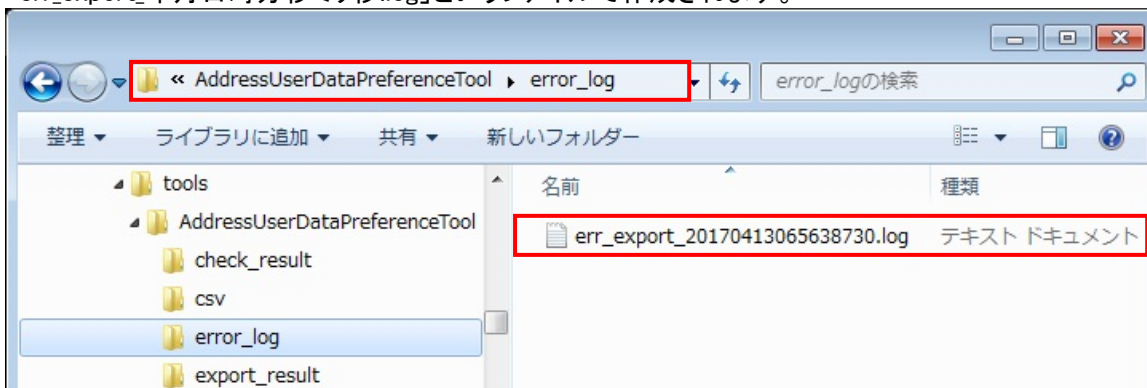 « AddressUserDataPreferenceTool ▸ error_log
error_logの検索
整理 ▼ ライブラリに追加 ▼ 共有 ▼ 新しいフォルダー
名前 種類
tools
AddressUserDataPreferenceTool
err_export_20170413065638730.log テキスト ドキュメント
check_result
csv
error_log
export_result